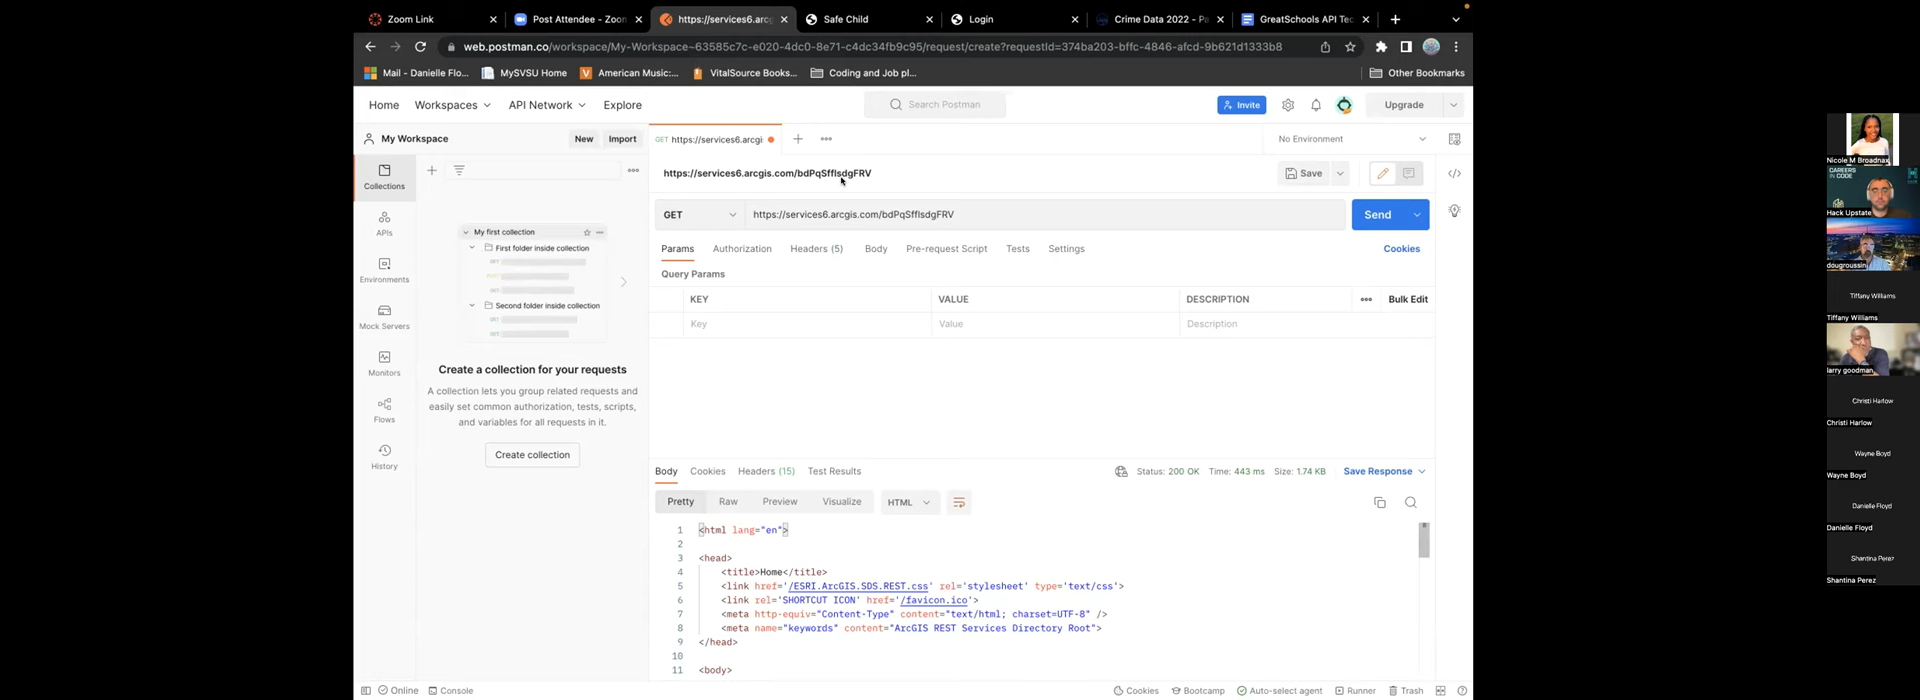 Zoom Link
Post Attendee - Zoon
https://services6.arcg
Safe Child
Login
Crime Data 2022 - Pa
GreatSchools API Tec
web.postman.co/workspace/My-Workspace~63585c7c-e020-4dc0-8e71-c4dc34fb9c95/request/create?requestId=374ba203-bffc-4846-afcd-9b621d1333b8
Mail - Danielle Flo...
MySVSU Home
American Music:...
VitalSource Books...
Coding and Job pl...
Other Bookmarks
Home
Workspaces
API Network
Explore
Search Postman
Invite
Upgrade
My Workspace
New
Import
GET https://services6.arcgi
No Environment
Collections
APIs
Environments
Mock Servers
Monitors
Flows
History
My first collection
First folder inside collection
Second folder inside collection
Create a collection for your requests
A collection lets you group related requests and
easily set common authorization, tests, scripts,
and variables for all requests in it.
Create collection
https://services6.arcgis.com/bdPqSfflsdgFRV
Save
GET
https://services6.arcgis.com/bdPqSfflsdgFRV
Send
Params
Authorization
Headers (5)
Body
Pre-request Script
Tests
Settings
Cookies
Query Params
KEY
VALUE
DESCRIPTION
Bulk Edit
Key
Value
Description
Body
Cookies
Headers (15)
Test Results
Status: 200 OK
Time: 443 ms
Size: 1.74 KB
Save Response
Pretty
Raw
Preview
Visualize
HTML
1 <html lang="en">
2
3 <head>
4 <title>Home</title>
5 <link href='/ESRI.ArcGIS.SDS.REST.css' rel='stylesheet' type='text/css'>
6 <link rel='SHORTCUT ICON' href='/favicon.ico'>
7 <meta http-equiv="Content-Type" content="text/html; charset=UTF-8" />
8 <meta name="keywords" content="ArcGIS REST Services Directory Root">
9 </head>
10
11 <body>
Online
Console
Cookies
Bootcamp
Auto-select agent
Runner
Trash
Nicole M Broadnax
CAREERS
IN CODE
Hack Upstate
dougroussin
Tiffany Williams
Tiffany Williams
larry goodman
Christi Harlow
Christi Harlow
Wayne Boyd
Wayne Boyd
Danielle Floyd
Danielle Floyd
Shantina Perez
Shantina Perez